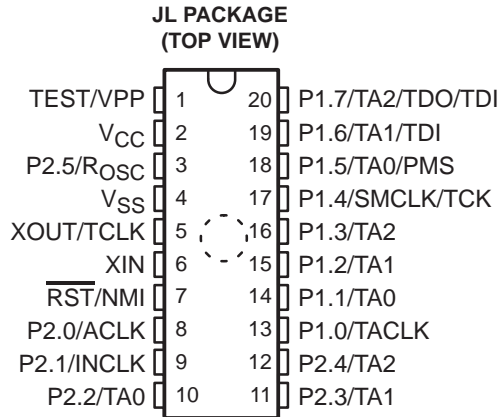 JL PACKAGE
(TOP VIEW)
TEST/VPP 1 20 P1.7/TA2/TDO/TDI
VCC 2 19 P1.6/TA1/TDI
P2.5/ROSC 3 18 P1.5/TA0/PMS
VSS 4 17 P1.4/SMCLK/TCK
XOUT/TCLK 5 16 P1.3/TA2
XIN 6 15 P1.2/TA1
RST/NMI 7 14 P1.1/TA0
P2.0/ACLK 8 13 P1.0/TACLK
P2.1/INCLK 9 12 P2.4/TA2
P2.2/TA0 10 11 P2.3/TA1